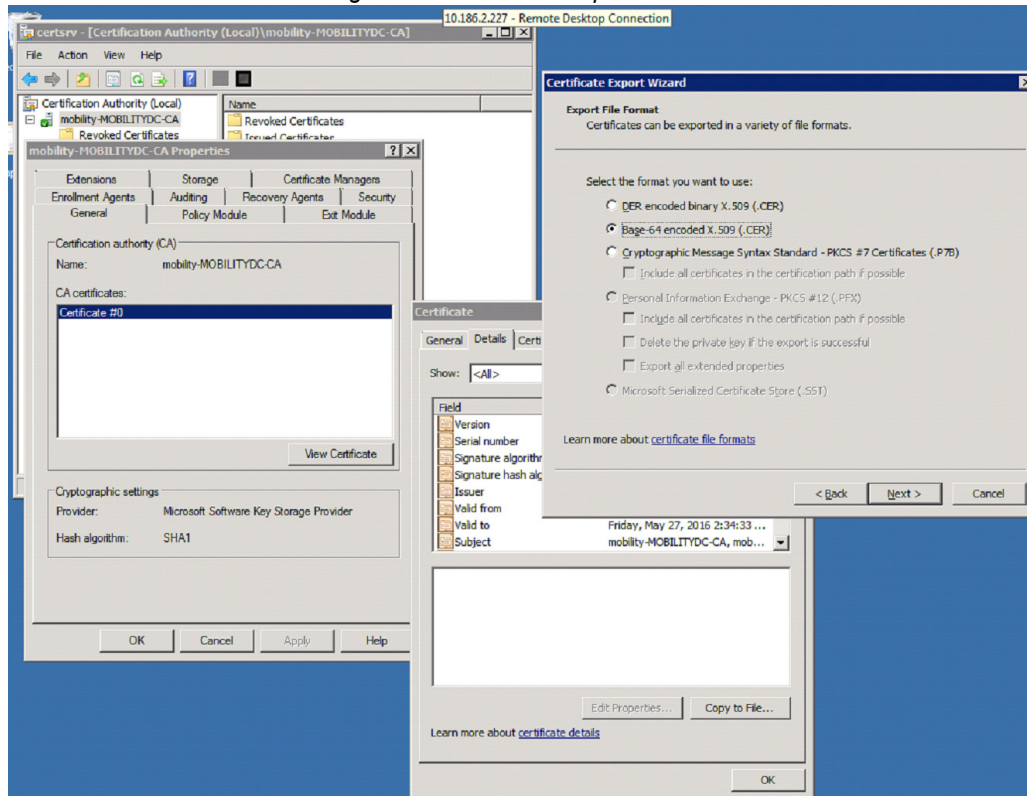 10.186.2.227 - Remote Desktop Connection
certsrv - [Certification Authority (Local)\mobility-MOBILITYDC-CA]
File Action View Help
Certification Authority (Local)
mobility-MOBILITYDC-CA
Revoked Certificates
Name
Revoked Certificates
Issued Certificates
mobility-MOBILITYDC-CA Properties
Extensions Storage Certificate Managers
Enrollment Agents Auditing Recovery Agents Security
General Policy Module Exit Module
Certification authority (CA)
Name: mobility-MOBILITYDC-CA
CA certificates:
Certificate #0
View Certificate
Cryptographic settings
Provider: Microsoft Software Key Storage Provider
Hash algorithm: SHA1
OK Cancel Apply Help
Certificate
General Details Certi
Show: <All>
Field
Version
Serial number
Signature algorithm
Signature hash alg
Issuer
Valid from
Valid to Friday, May 27, 2016 2:34:33 ...
Subject mobility-MOBILITYDC-CA, mob...
Edit Properties... Copy to File...
Learn more about certificate details
OK
Certificate Export Wizard
Export File Format
Certificates can be exported in a variety of file formats.
Select the format you want to use:
DER encoded binary X.509 (.CER)
Base-64 encoded X.509 (.CER)
Cryptographic Message Syntax Standard - PKCS #7 Certificates (.P7B)
Include all certificates in the certification path if possible
Personal Information Exchange - PKCS #12 (.PFX)
Include all certificates in the certification path if possible
Delete the private key if the export is successful
Export all extended properties
Microsoft Serialized Certificate Store (.SST)
Learn more about certificate file formats
< Back Next > Cancel